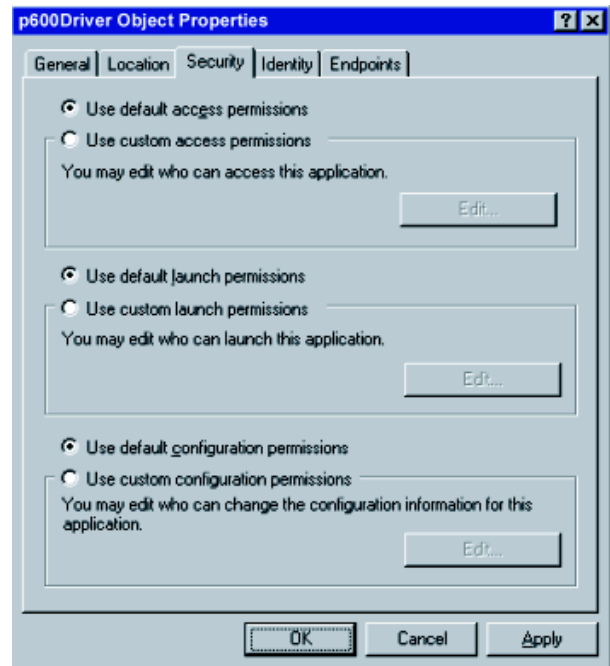 p600Driver Object Properties
General Location Security Identity Endpoints
Use default access permissions
Use custom access permissions
You may edit who can access this application.
Edit...
Use default launch permissions
Use custom launch permissions
You may edit who can launch this application.
Edit...
Use default configuration permissions
Use custom configuration permissions
You may edit who can change the configuration information for this
application.
Edit...
OK Cancel Apply